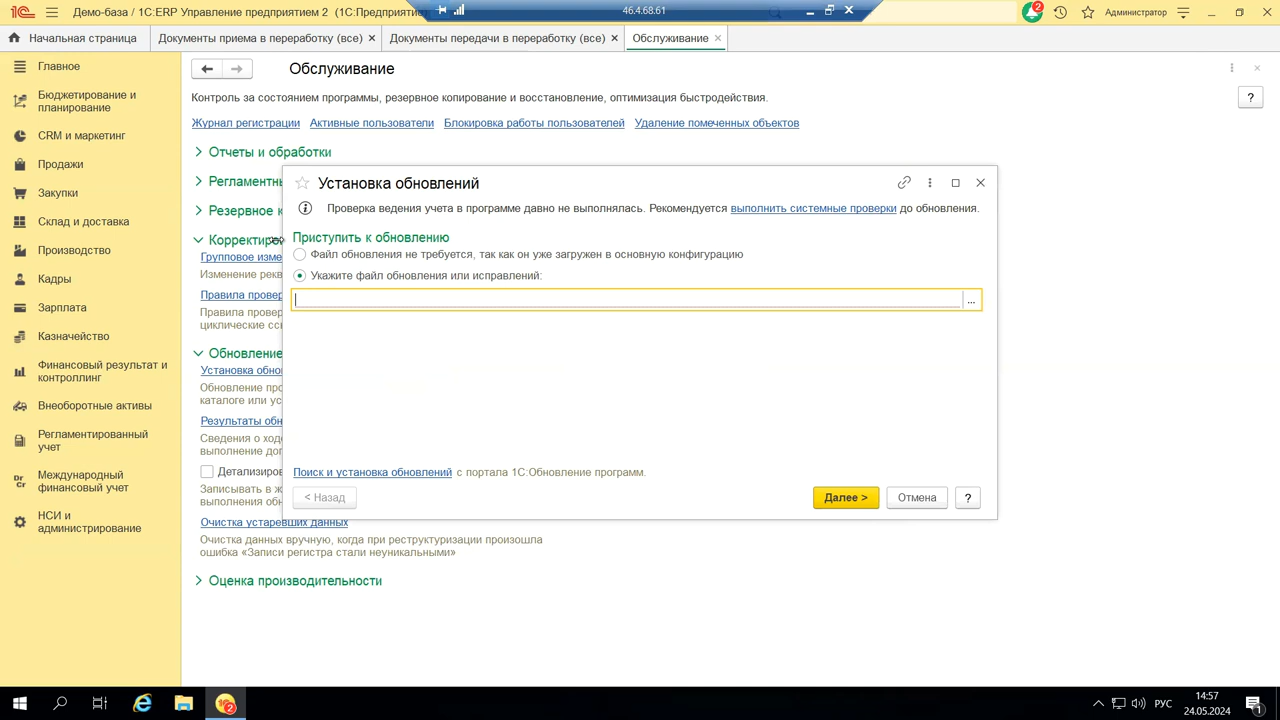 Демо-база / 1С:ERP Управление предприятием 2 (1С:Предприятие
46.4.68.61
2
Администратор
Начальная страница
Документы приема в переработку (все)
Документы передачи в переработку (все)
Обслуживание
Главное
Бюджетирование и
планирование
CRM и маркетинг
Продажи
Закупки
Склад и доставка
Производство
Кадры
Зарплата
Казначейство
Финансовый результат и
контроллинг
Внеоборотные активы
Регламентированный
учет
Международный
финансовый учет
НСИ и
администрирование
Обслуживание
Контроль за состоянием программы, резервное копирование и восстановление, оптимизация быстродействия.
?
Журнал регистрации Активные пользователи Блокировка работы пользователей Удаление помеченных объектов
Отчеты и обработки
Регламентн
Резервное к
Корректиро
Групповое изме
Изменение рекв
Правила провер
Правила провер
циклические ссы
Обновление
Установка обно
Обновление про
каталоге или ус
Результаты обн
Сведения о ходе
выполнение доп
Детализиров
Записывать в ж
выполнения обн
Очистка устаревших данных
Очистка данных вручную, когда при реструктуризации произошла
ошибка «Записи регистра стали неуникальными»
Оценка производительности
Установка обновлений
Проверка ведения учета в программе давно не выполнялась. Рекомендуется выполнить системные проверки до обновления.
Приступить к обновлению
Файл обновления не требуется, так как он уже загружен в основную конфигурацию
Укажите файл обновления или исправлений:
...
Поиск и установка обновлений с портала 1С:Обновление программ.
< Назад
Далее >
Отмена
?
2
РУС
14:57
24.05.2024
1